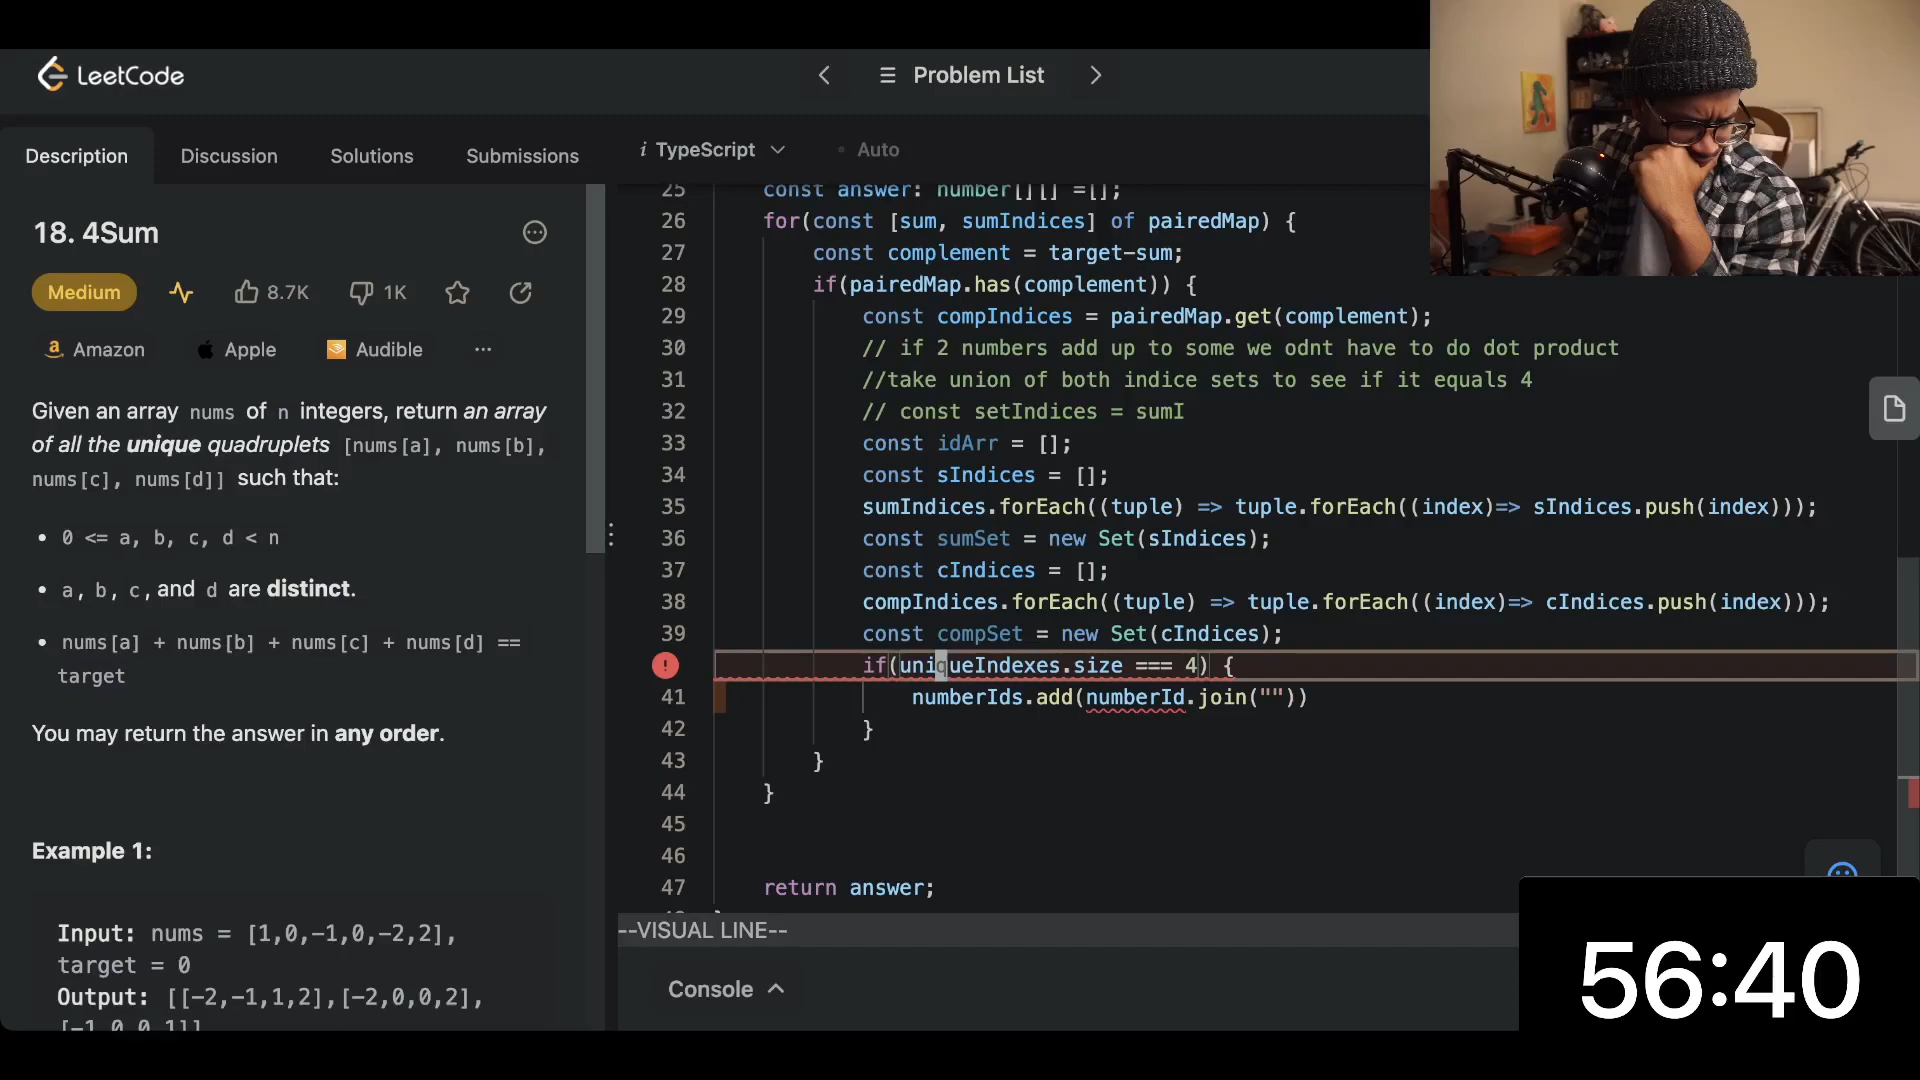 LeetCode
Problem List
Description Discussion Solutions Submissions
i TypeScript
Auto
18. 4Sum
Medium
8.7K
1K
Amazon
Apple
Audible
Given an array nums of n integers, return an array
of all the unique quadruplets [nums[a], nums[b],
nums[c], nums[d]] such that:
• 0 <= a, b, c, d < n
• a, b, c, and d are distinct.
• nums[a] + nums[b] + nums[c] + nums[d] ==
target
You may return the answer in any order.
Example 1:
Input: nums = [1,0,-1,0,-2,2],
target = 0
Output: [[-2,-1,1,2],[-2,0,0,2],
[-1,0,0,1]]
25 const answer: number[][] =[];
26 for(const [sum, sumIndices] of pairedMap) {
27 const complement = target-sum;
28 if(pairedMap.has(complement)) {
29 const compIndices = pairedMap.get(complement);
30 // if 2 numbers add up to some we odnt have to do dot product
31 //take union of both indice sets to see if it equals 4
32 // const setIndices = sumI
33 const idArr = [];
34 const sIndices = [];
35 sumIndices.forEach((tuple) => tuple.forEach((index)=> sIndices.push(index)));
36 const sumSet = new Set(sIndices);
37 const cIndices = [];
38 compIndices.forEach((tuple) => tuple.forEach((index)=> cIndices.push(index)));
39 const compSet = new Set(cIndices);
if(uniqueIndexes.size === 4) {
41 numberIds.add(numberId.join(""))
42 }
43 }
44 }
45
46
47 return answer;
--VISUAL LINE--
Console
56:40